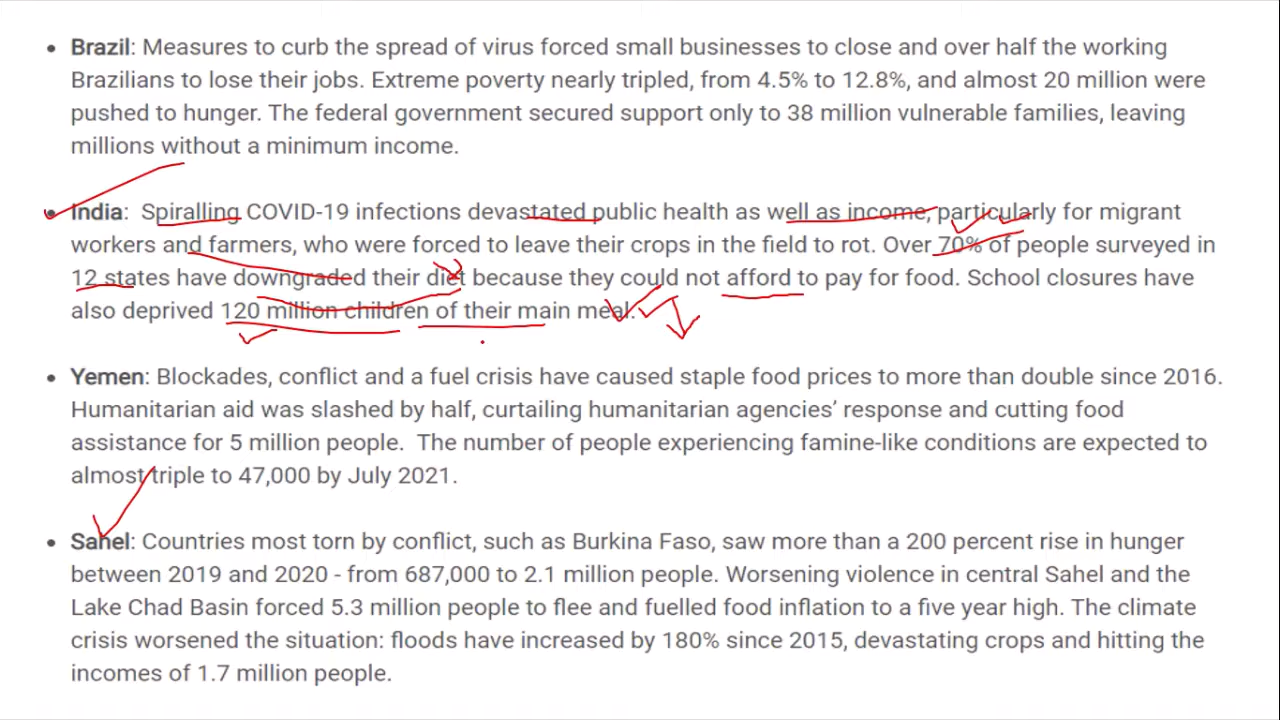 • Brazil: Measures to curb the spread of virus forced small businesses to close and over half the working
Brazilians to lose their jobs. Extreme poverty nearly tripled, from 4.5% to 12.8%, and almost 20 million were
pushed to hunger. The federal government secured support only to 38 million vulnerable families, leaving
millions without a minimum income.
• India: Spiralling COVID-19 infections devastated public health as well as income, particularly for migrant
workers and farmers, who were forced to leave their crops in the field to rot. Over 70% of people surveyed in
12 states have downgraded their diet because they could not afford to pay for food. School closures have
also deprived 120 million children of their main meal.
• Yemen: Blockades, conflict and a fuel crisis have caused staple food prices to more than double since 2016.
Humanitarian aid was slashed by half, curtailing humanitarian agencies’ response and cutting food
assistance for 5 million people. The number of people experiencing famine-like conditions are expected to
almost triple to 47,000 by July 2021.
• Sahel: Countries most torn by conflict, such as Burkina Faso, saw more than a 200 percent rise in hunger
between 2019 and 2020 - from 687,000 to 2.1 million people. Worsening violence in central Sahel and the
Lake Chad Basin forced 5.3 million people to flee and fuelled food inflation to a five year high. The climate
crisis worsened the situation: floods have increased by 180% since 2015, devastating crops and hitting the
incomes of 1.7 million people.